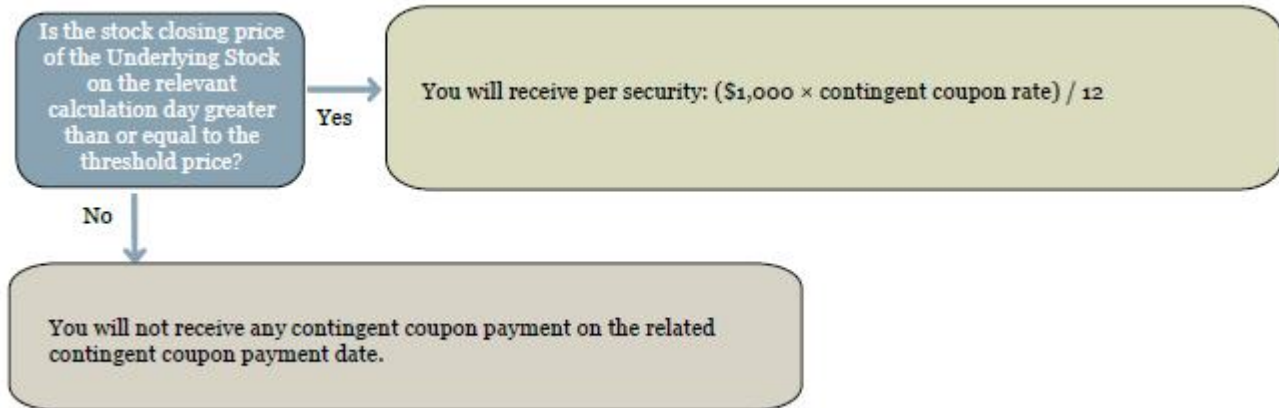 Is the stock closing price
of the Underlying Stock
on the relevant
calculation day greater
than or equal to the
threshold price?
Yes
You will receive per security: ($1,000 × contingent coupon rate) / 12
No
You will not receive any contingent coupon payment on the related
contingent coupon payment date.